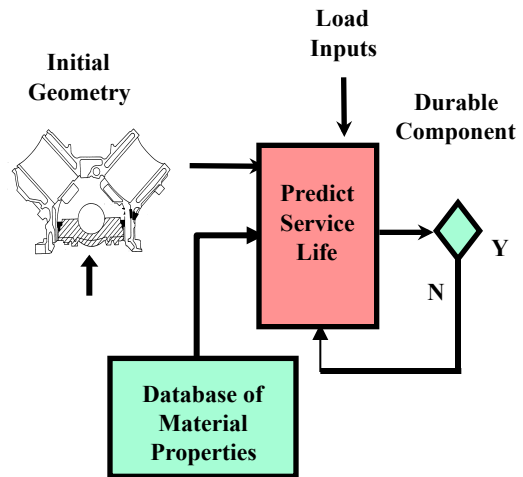 Load
Inputs
Initial
Geometry
Durable
Component
Predict
Service
Life
Y
N
Database of
Material
Properties